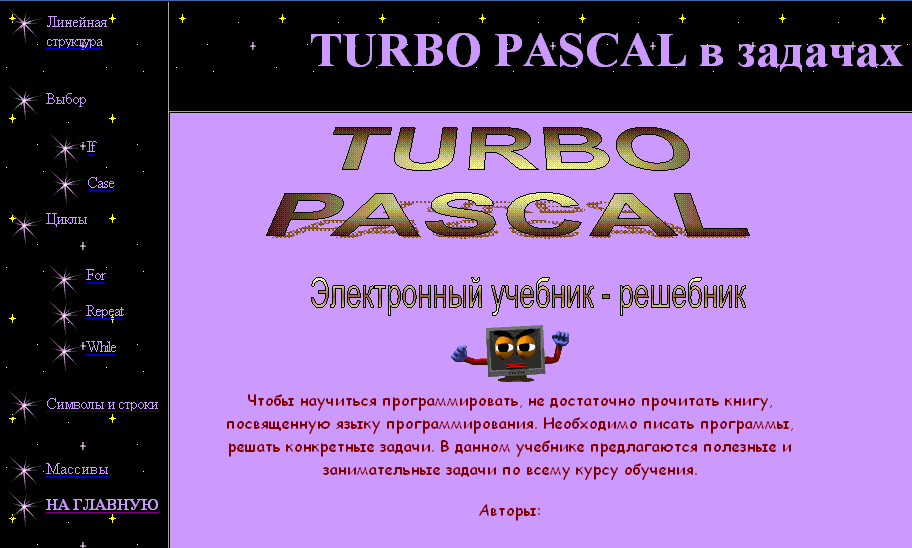 Линейная
структура
Выбор
If
Case
Циклы
For
Repeat
While
Символы и строки
Массивы
НА ГЛАВНУЮ
TURBO PASCAL в задачах
TURBO
PASCAL
Электронный учебник - решебник
Чтобы научиться программировать, не достаточно прочитать книгу,
посвященную языку программирования. Необходимо писать программы,
решать конкретные задачи. В данном учебнике предлагаются полезные и
занимательные задачи по всему курсу обучения.
Авторы: